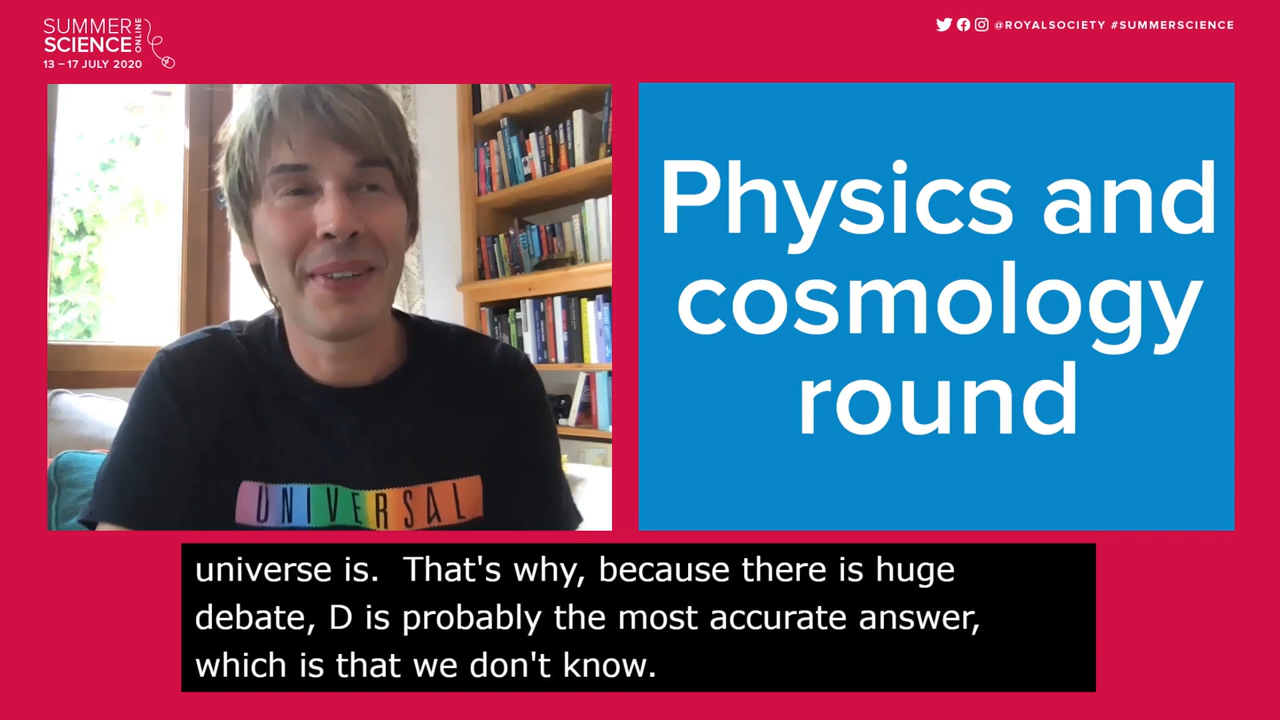 SUMMER
SCIENCE
ONLINE
13 – 17 JULY 2020
@ROYALSOCIETY #SUMMERSCIENCE
Physics and
cosmology
round
UNIVERSAL
universe is.  That's why, because there is huge
debate, D is probably the most accurate answer,
which is that we don't know.